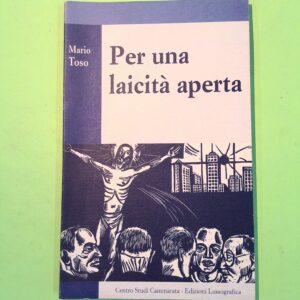 Mario
Toso
Per una
laicità aperta
Centro Studi Cammarata - Edizioni Lussografica